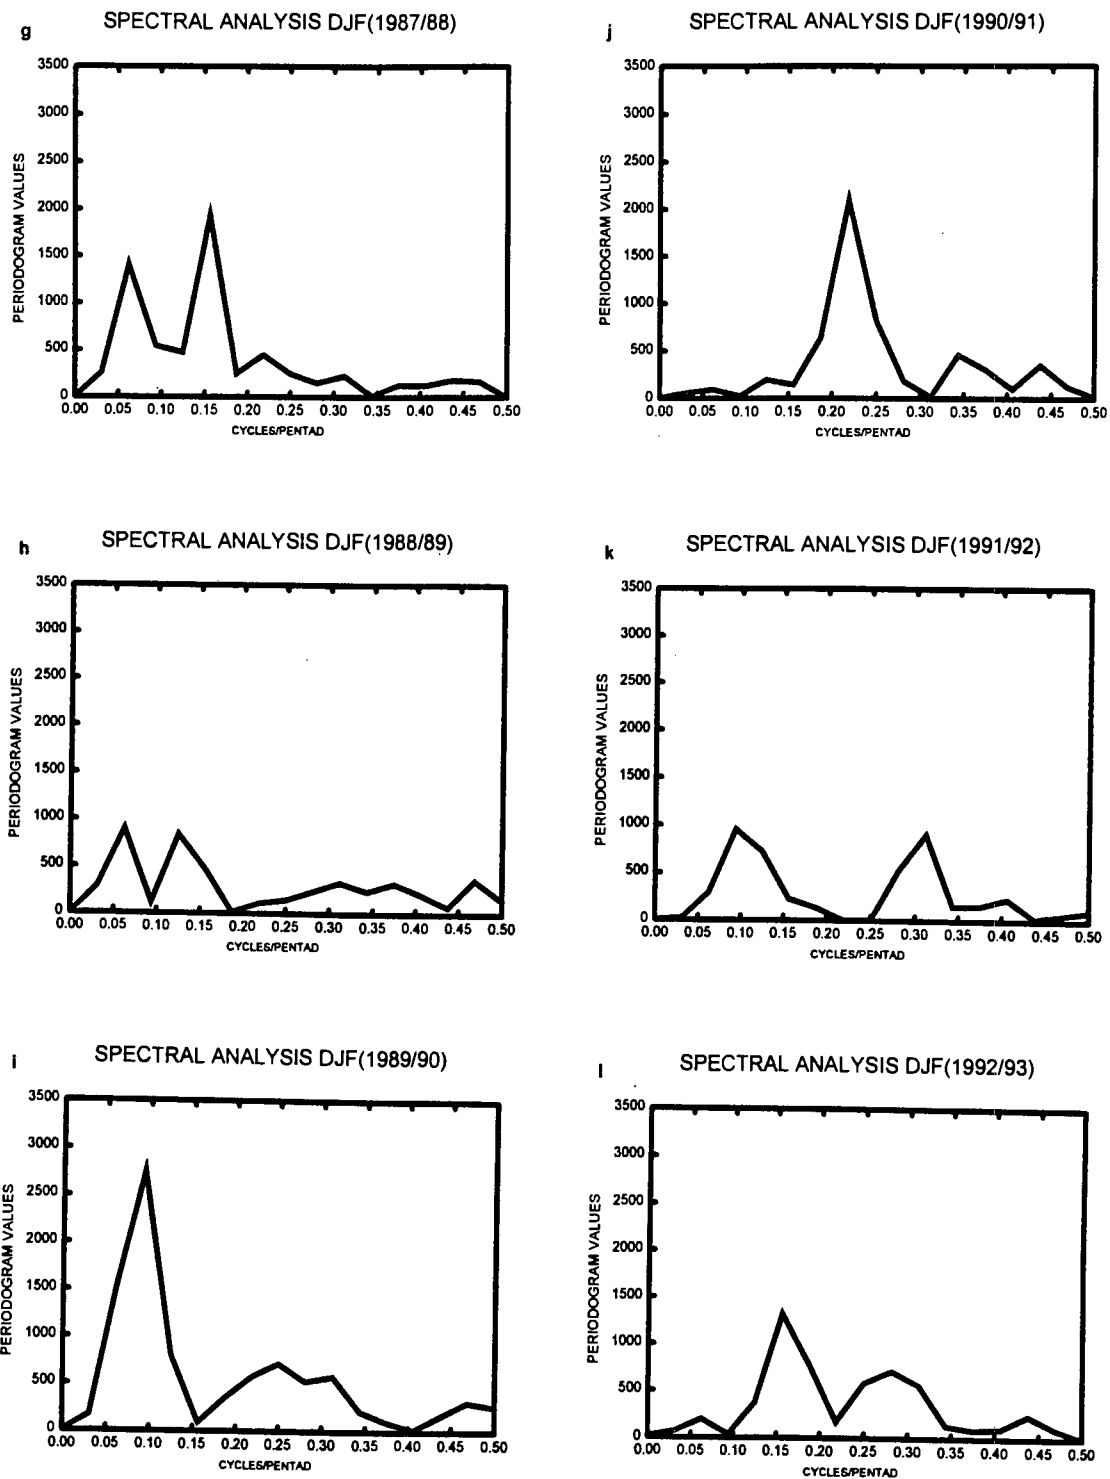 g
SPECTRAL ANALYSIS DJF(1987/88)
3500
3000
2500
2000
1500
1000
500
0
PERIODOGRAM VALUES
0.00 0.05 0.10 0.15 0.20 0.25 0.30 0.35 0.40 0.45 0.50
CYCLES/PENTAD
j
SPECTRAL ANALYSIS DJF(1990/91)
3500
3000
2500
2000
1500
1000
500
0
PERIODOGRAM VALUES
0.00 0.05 0.10 0.15 0.20 0.25 0.30 0.35 0.40 0.45 0.50
CYCLES/PENTAD
h
SPECTRAL ANALYSIS DJF(1988/89)
3500
3000
2500
2000
1500
1000
500
0
PERIODOGRAM VALUES
0.00 0.05 0.10 0.15 0.20 0.25 0.30 0.35 0.40 0.45 0.50
CYCLES/PENTAD
k
SPECTRAL ANALYSIS DJF(1991/92)
3500
3000
2500
2000
1500
1000
500
0
PERIODOGRAM VALUES
0.00 0.05 0.10 0.15 0.20 0.25 0.30 0.35 0.40 0.45 0.50
CYCLES/PENTAD
i
SPECTRAL ANALYSIS DJF(1989/90)
3500
3000
2500
2000
1500
1000
500
0
PERIODOGRAM VALUES
0.00 0.05 0.10 0.15 0.20 0.25 0.30 0.35 0.40 0.45 0.50
CYCLES/PENTAD
l
SPECTRAL ANALYSIS DJF(1992/93)
3500
3000
2500
2000
1500
1000
500
0
PERIODOGRAM VALUES
0.00 0.05 0.10 0.15 0.20 0.25 0.30 0.35 0.40 0.45 0.50
CYCLES/PENTAD